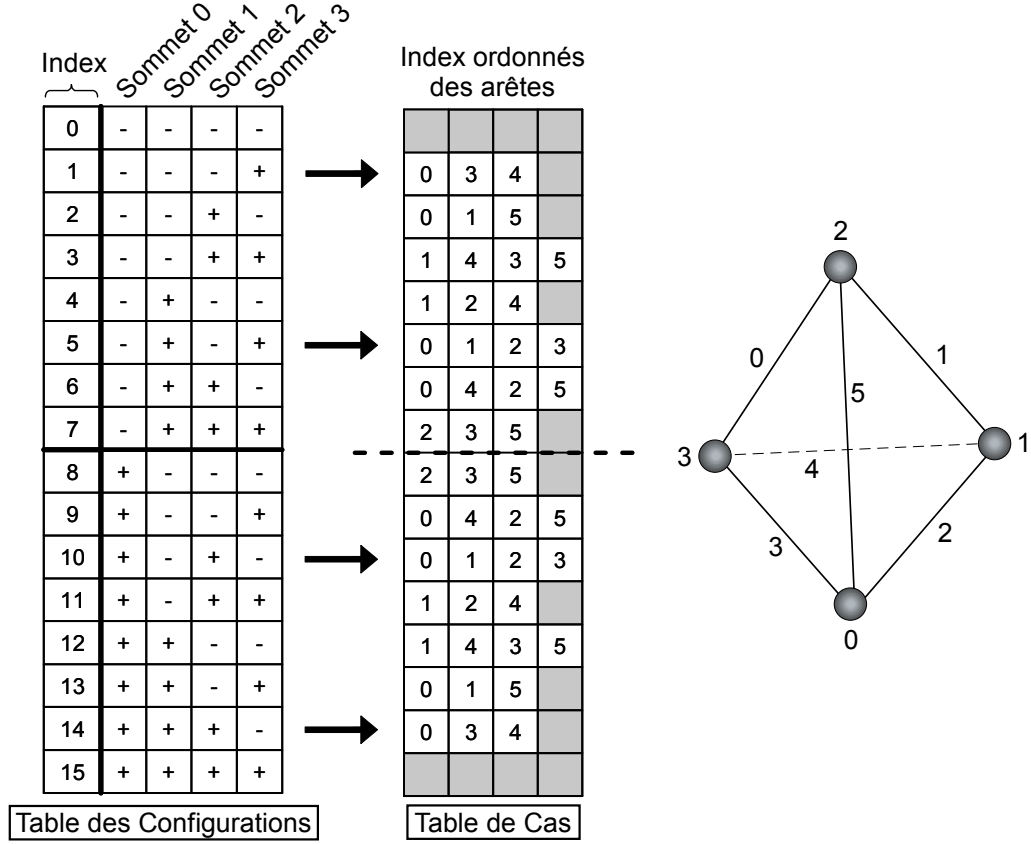 Index Sommet 0 Sommet 1 Sommet 2 Sommet 3
0 - - - -
1 - - - +
2 - - + -
3 - - + +
4 - + - -
5 - + - +
6 - + + -
7 - + + +
8 + - - -
9 + - - +
10 + - + -
11 + - + +
12 + + - -
13 + + - +
14 + + + -
15 + + + +
Table des Configurations
Index ordonnés
des arêtes
0 3 4
0 1 5
1 4 3 5
1 2 4
0 1 2 3
0 4 2 5
2 3 5
2 3 5
0 4 2 5
0 1 2 3
1 2 4
1 4 3 5
0 1 5
0 3 4
Table de Cas
2
0 1
5
3 1
4
3 2
0